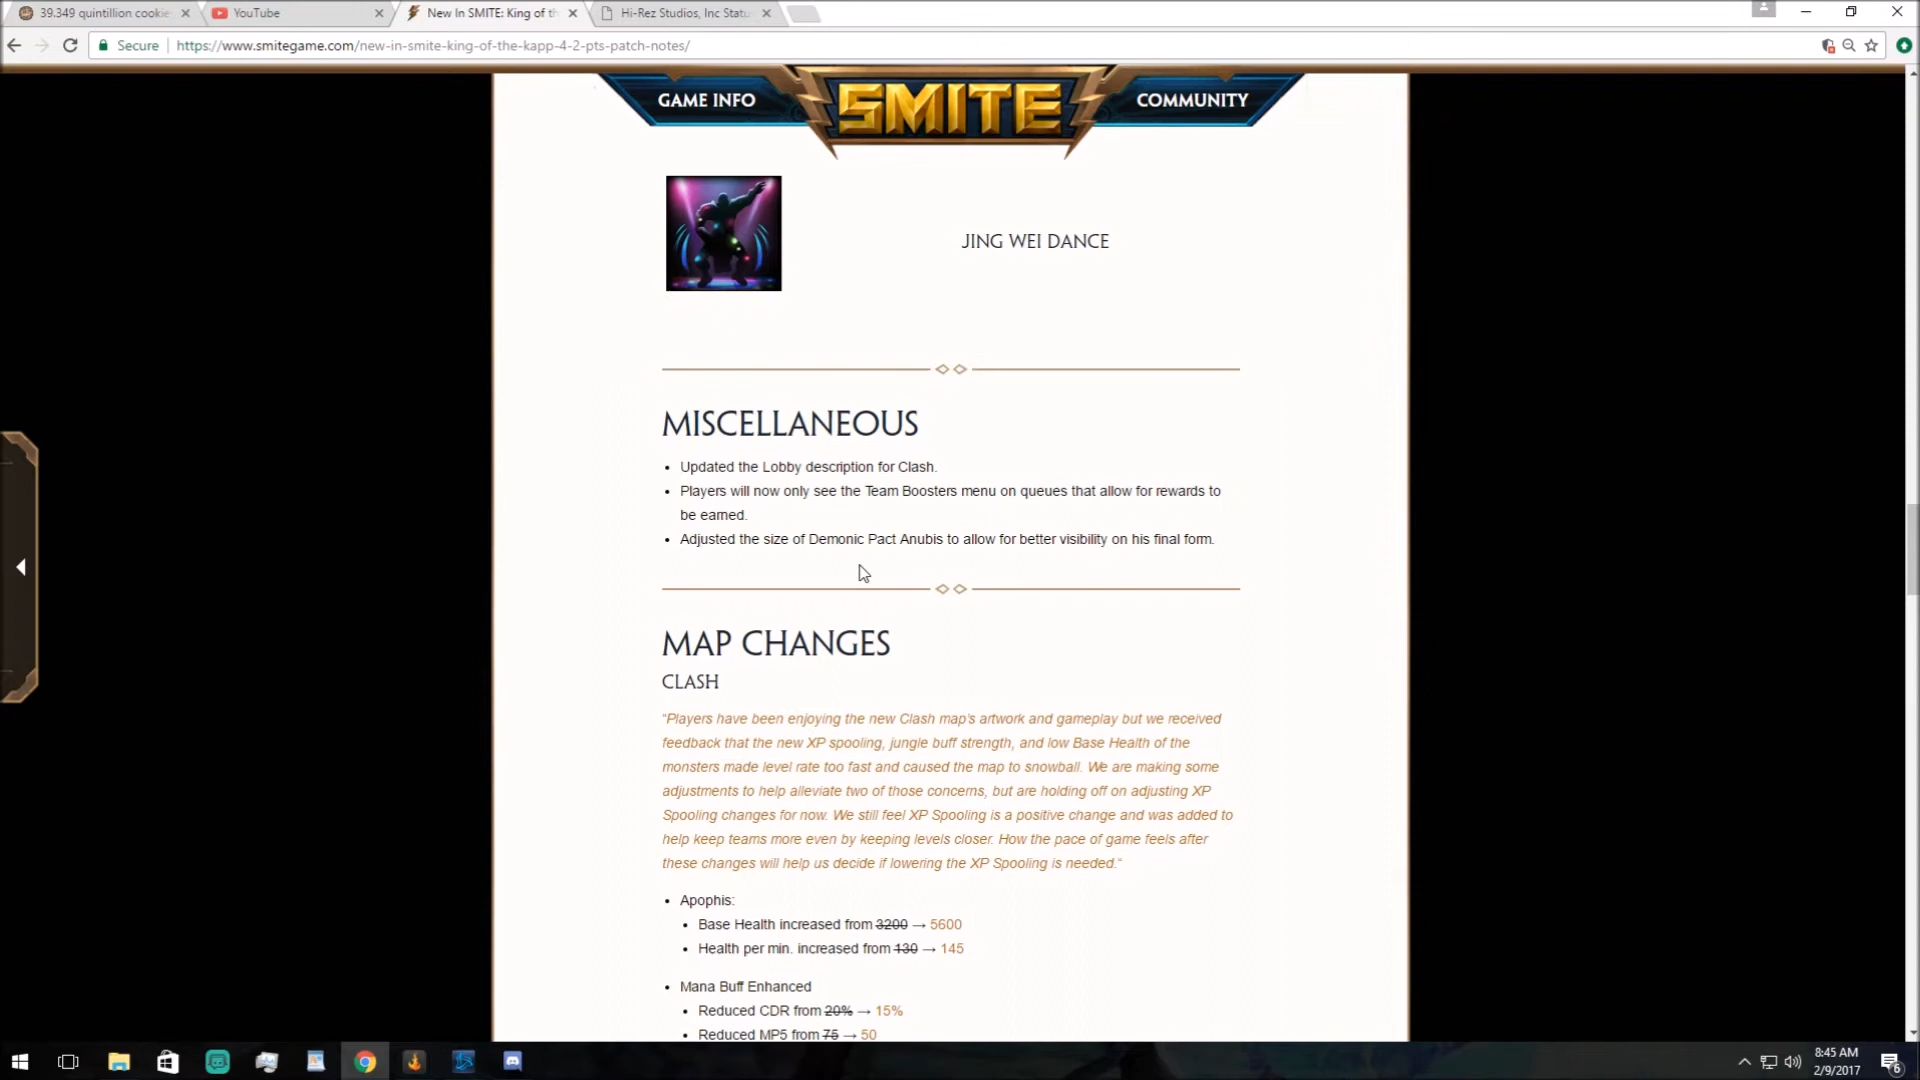 39.349 quintillion cookie
YouTube
New In SMITE: King of th
Hi-Rez Studios, Inc Statu
Secure
https://www.smitegame.com/new-in-smite-king-of-the-kapp-4-2-pts-patch-notes/
GAME INFO
SMITE
COMMUNITY
JING WEI DANCE
MISCELLANEOUS
• Updated the Lobby description for Clash.
• Players will now only see the Team Boosters menu on queues that allow for rewards to
be earned.
• Adjusted the size of Demonic Pact Anubis to allow for better visibility on his final form.
MAP CHANGES
CLASH
“Players have been enjoying the new Clash map's artwork and gameplay but we received
feedback that the new XP spooling, jungle buff strength, and low Base Health of the
monsters made level rate too fast and caused the map to snowball. We are making some
adjustments to help alleviate two of those concerns, but are holding off on adjusting XP
Spooling changes for now. We still feel XP Spooling is a positive change and was added to
help keep teams more even by keeping levels closer. How the pace of game feels after
these changes will help us decide if lowering the XP Spooling is needed.“
• Apophis:
• Base Health increased from 3200 → 5600
• Health per min. increased from 130 → 145
• Mana Buff Enhanced
• Reduced CDR from 20% → 15%
• Reduced MP5 from 75 → 50
8:45 AM
2/9/2017
6